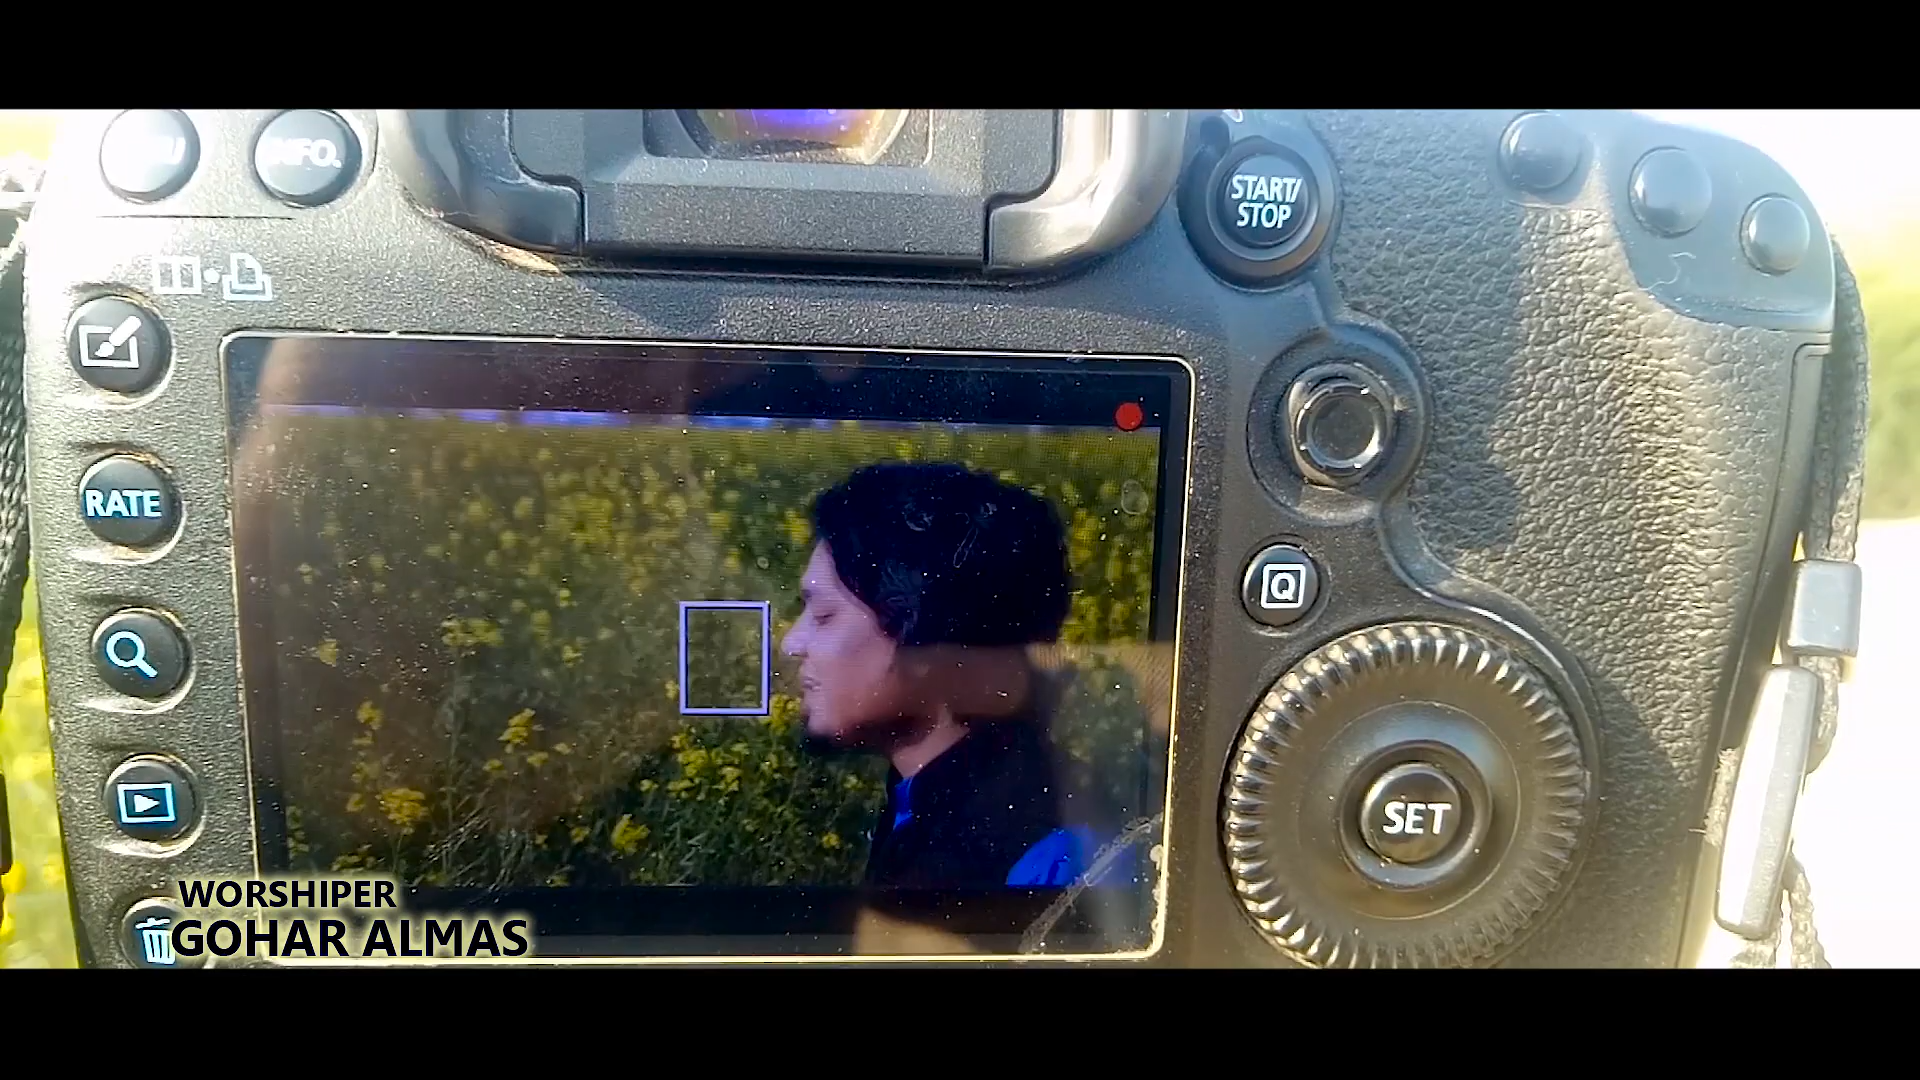 INFO.
START/
STOP
RATE
Q
SET
WORSHIPER
GOHAR ALMAS